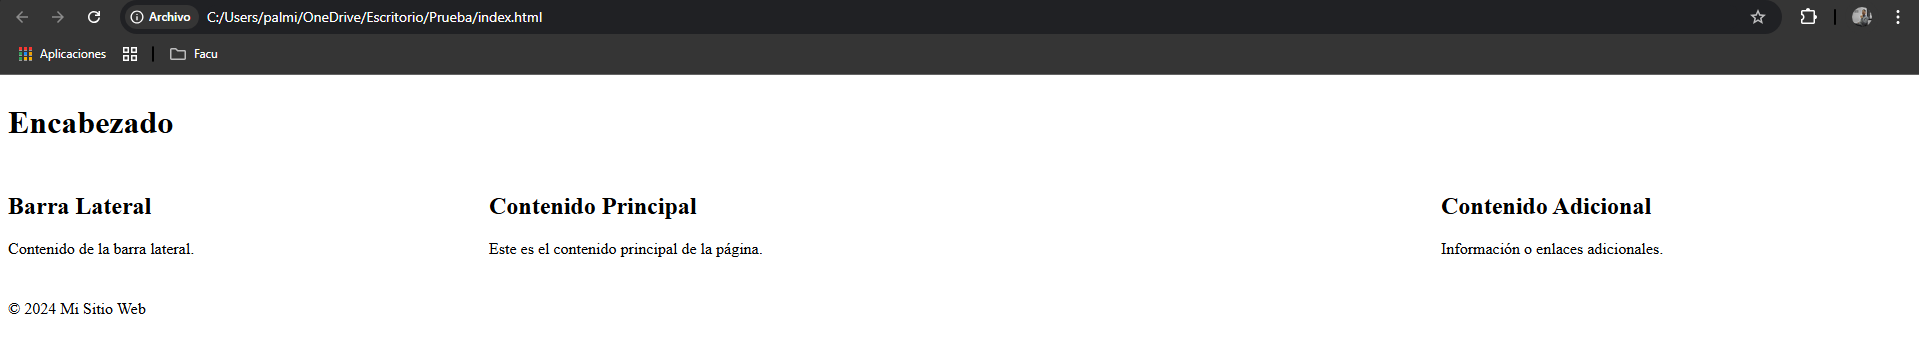 Archivo C:/Users/palmi/OneDrive/Escritorio/Prueba/index.html
Aplicaciones Facu
Encabezado
Barra Lateral
Contenido de la barra lateral.
Contenido Principal
Este es el contenido principal de la página.
Contenido Adicional
Información o enlaces adicionales.
© 2024 Mi Sitio Web